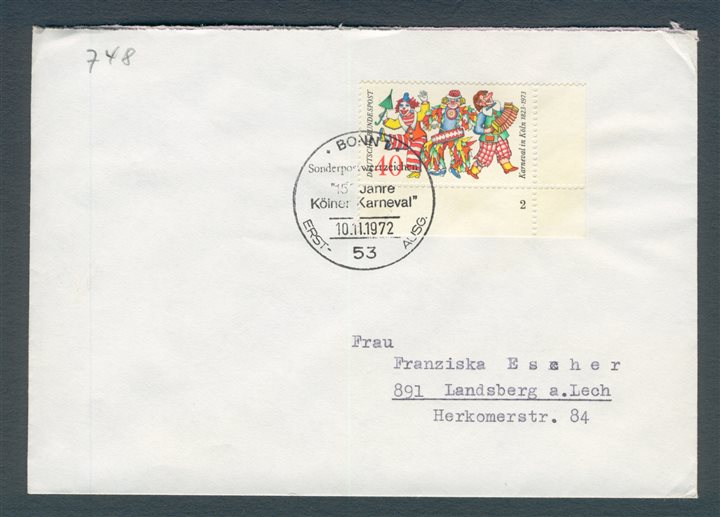 748
DEUTSCHE BUNDESPOST
40
Karneval in Köln 1823-1973
2
BONN
Sonderpostwertzeichen
"150 Jahre
Kölner Karneval"
10.11.1972
ERST- AUSG.
53
Frau
Franziska Escher
891 Landsberg a.Lech
Herkomerstr. 84